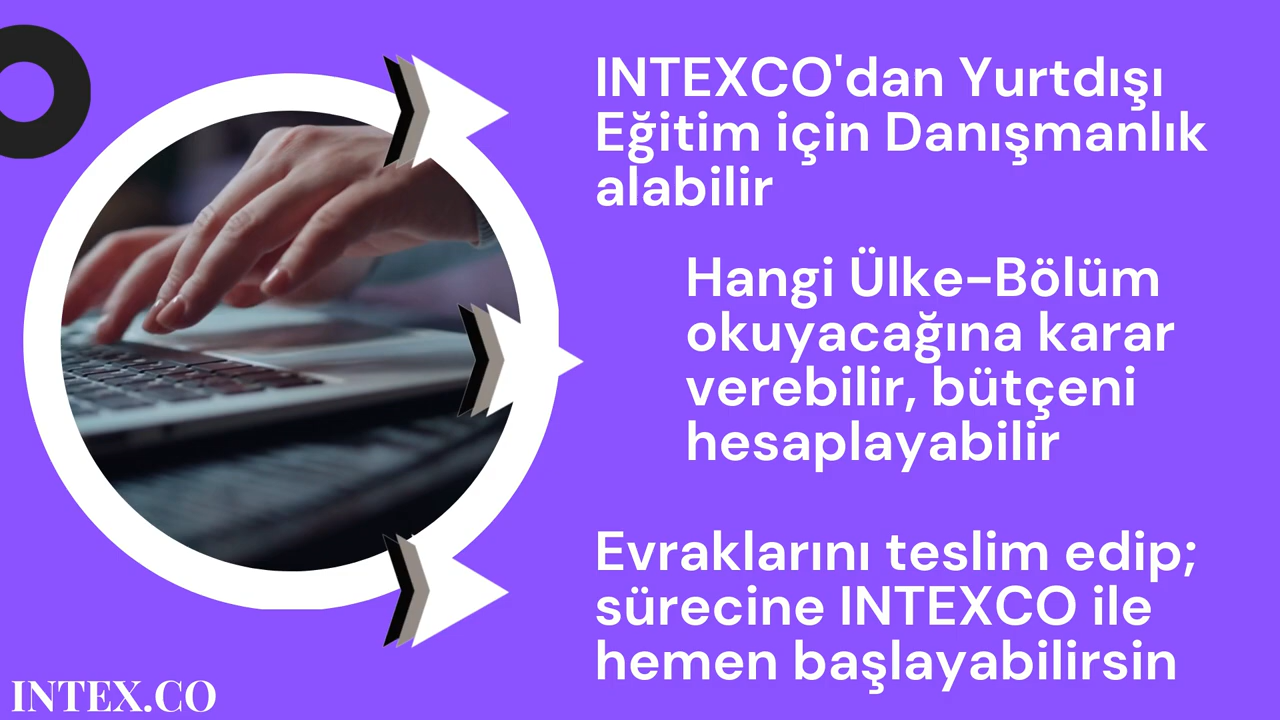 INTEXCO'dan Yurtdışı
Eğitim için Danışmanlık
alabilir
Hangi Ülke-Bölüm
okuyacağına karar
verebilir, bütçeni
hesaplayabilir
Evraklarını teslim edip;
sürecine INTEXCO ile
hemen başlayabilirsin
INTEX.CO